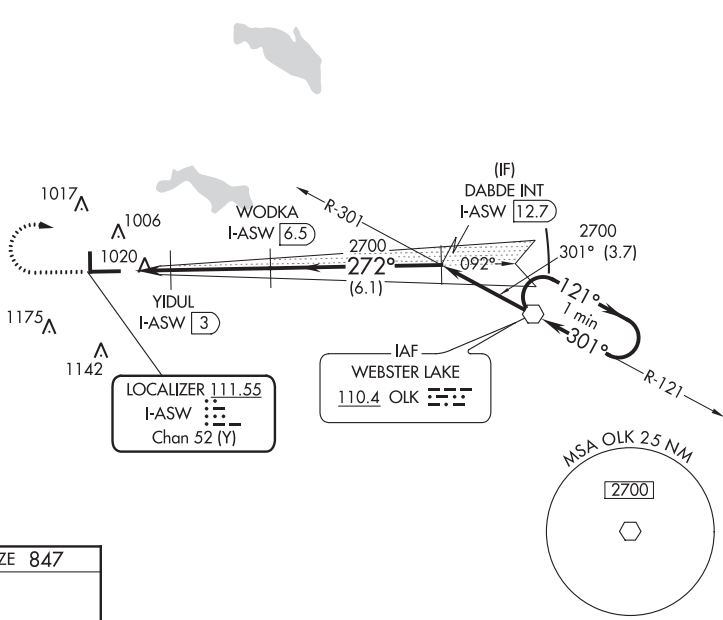 (IF)
DABDE INT
I-ASW 12.7
1017
1006
1020
R-301
WODKA
I-ASW 6.5
2700
272°
(6.1)
092°
2700
301° (3.7)
121°
1 min
301°
R-121
YIDUL
I-ASW 3
1175
1142
IAF
WEBSTER LAKE
110.4 OLK
LOCALIZER 111.55
I-ASW
Chan 52 (Y)
MSA OLK 25 NM
2700
ZE 847